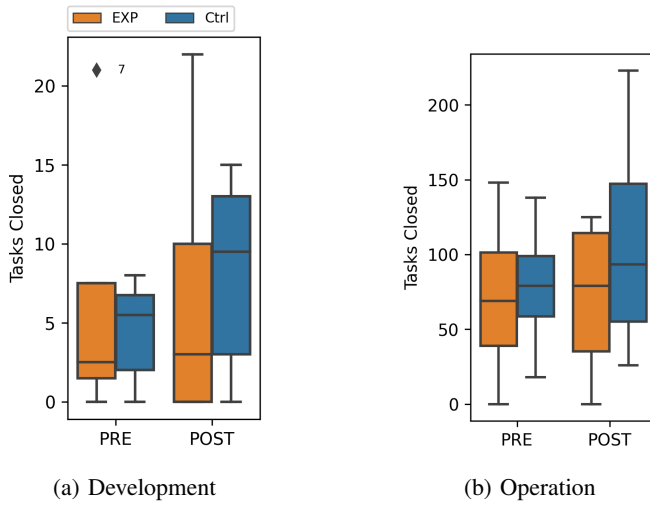 EXP Ctrl
7
20
15
10
5
0
Tasks Closed
PRE POST
(a) Development
200
150
100
50
0
Tasks Closed
PRE POST
(b) Operation